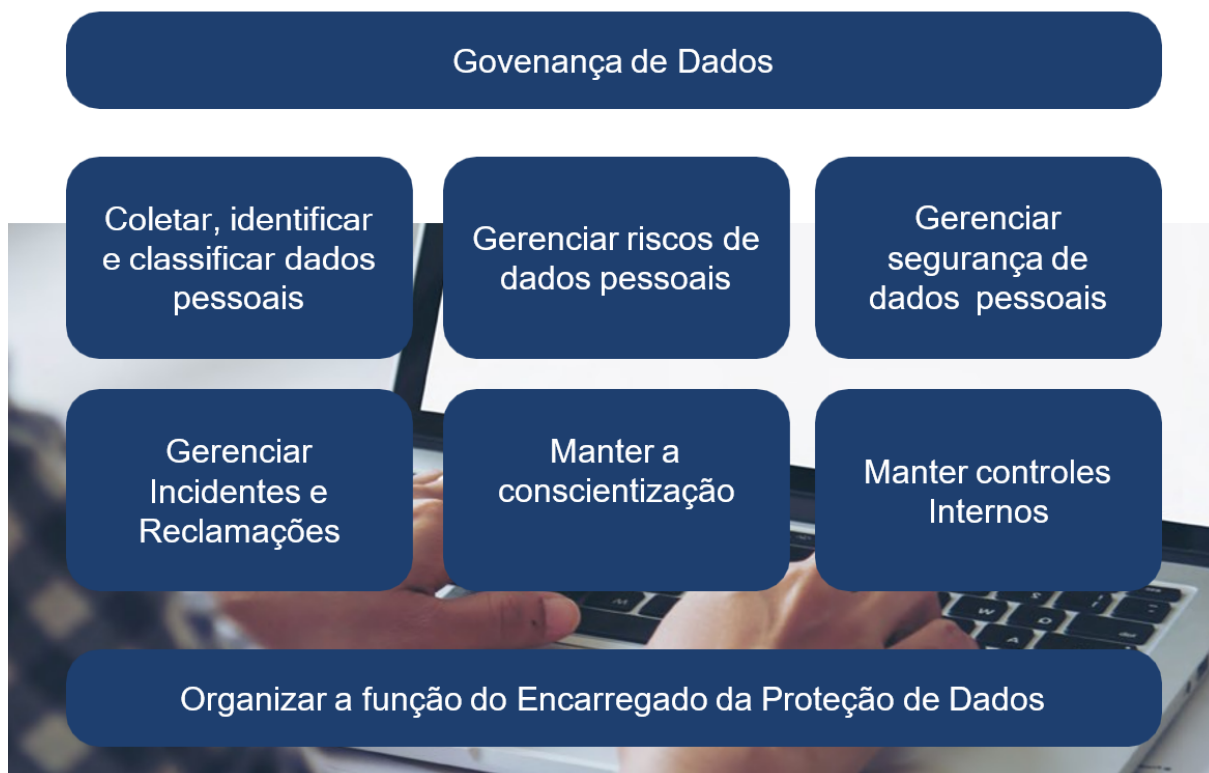 Govenança de Dados
Coletar, identificar
e classificar dados
pessoais
Gerenciar riscos de
dados pessoais
Gerenciar
segurança de
dados pessoais
Gerenciar
Incidentes e
Reclamações
Manter a
conscientização
Manter controles
Internos
Organizar a função do Encarregado da Proteção de Dados